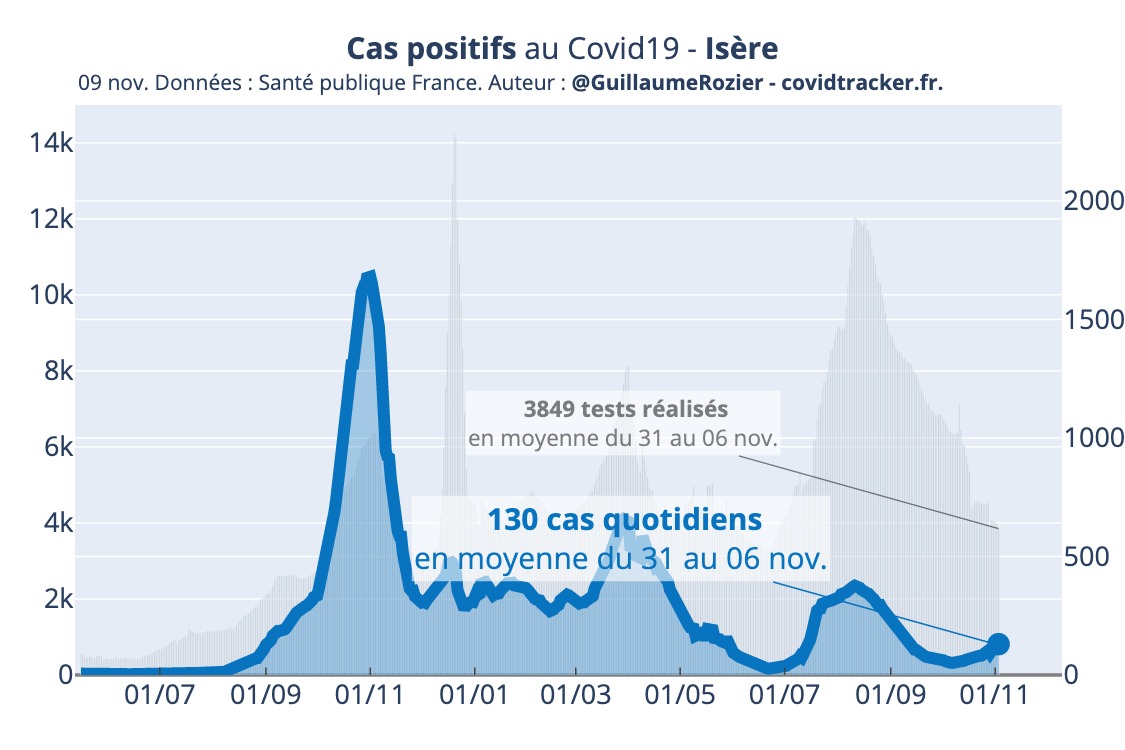 Cas positifs au Covid19 - Isère
09 nov. Données : Santé publique France. Auteur : @GuillaumeRozier - covidtracker.fr.
14k
12k
10k
8k
6k
4k
2k
0
2000
1500
1000
500
0
3849 tests réalisés
en moyenne du 31 au 06 nov.
130 cas quotidiens
en moyenne du 31 au 06 nov.
01/07 01/09 01/11 01/01 01/03 01/05 01/07 01/09 01/11